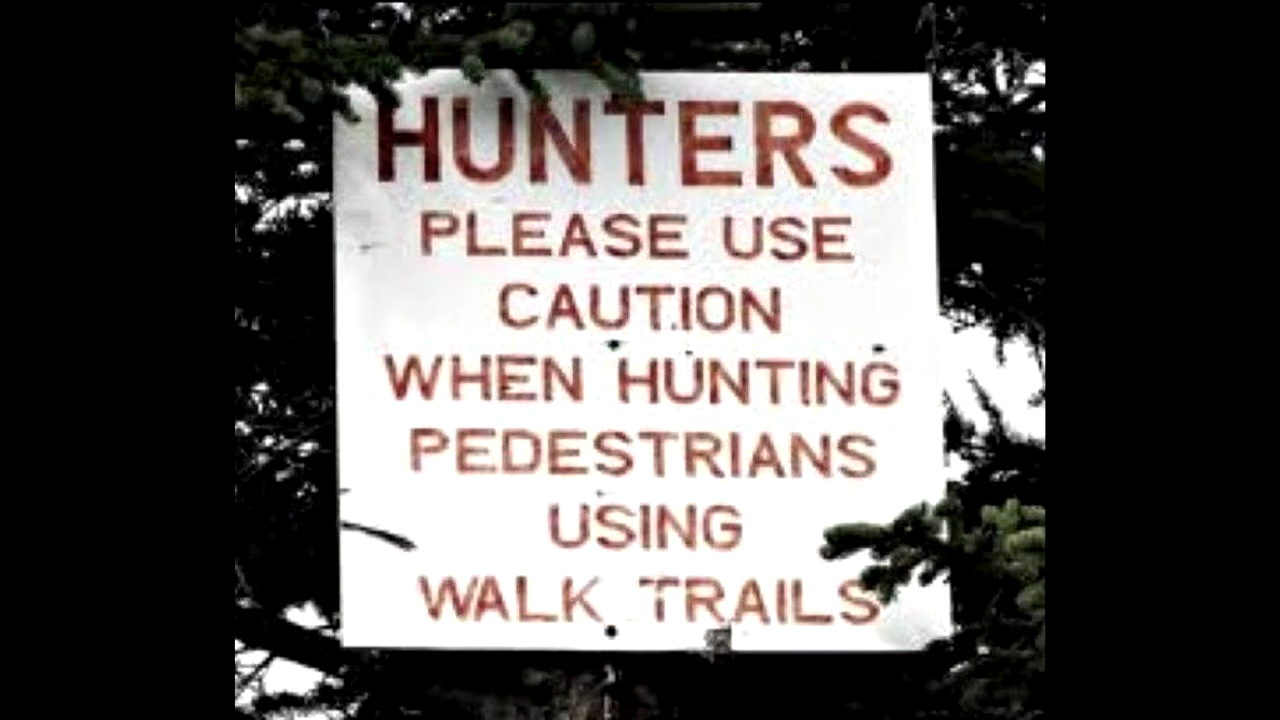 HUNTERS
PLEASE USE
CAUTION
WHEN HUNTING
PEDESTRIANS
USING
WALK TRAILS